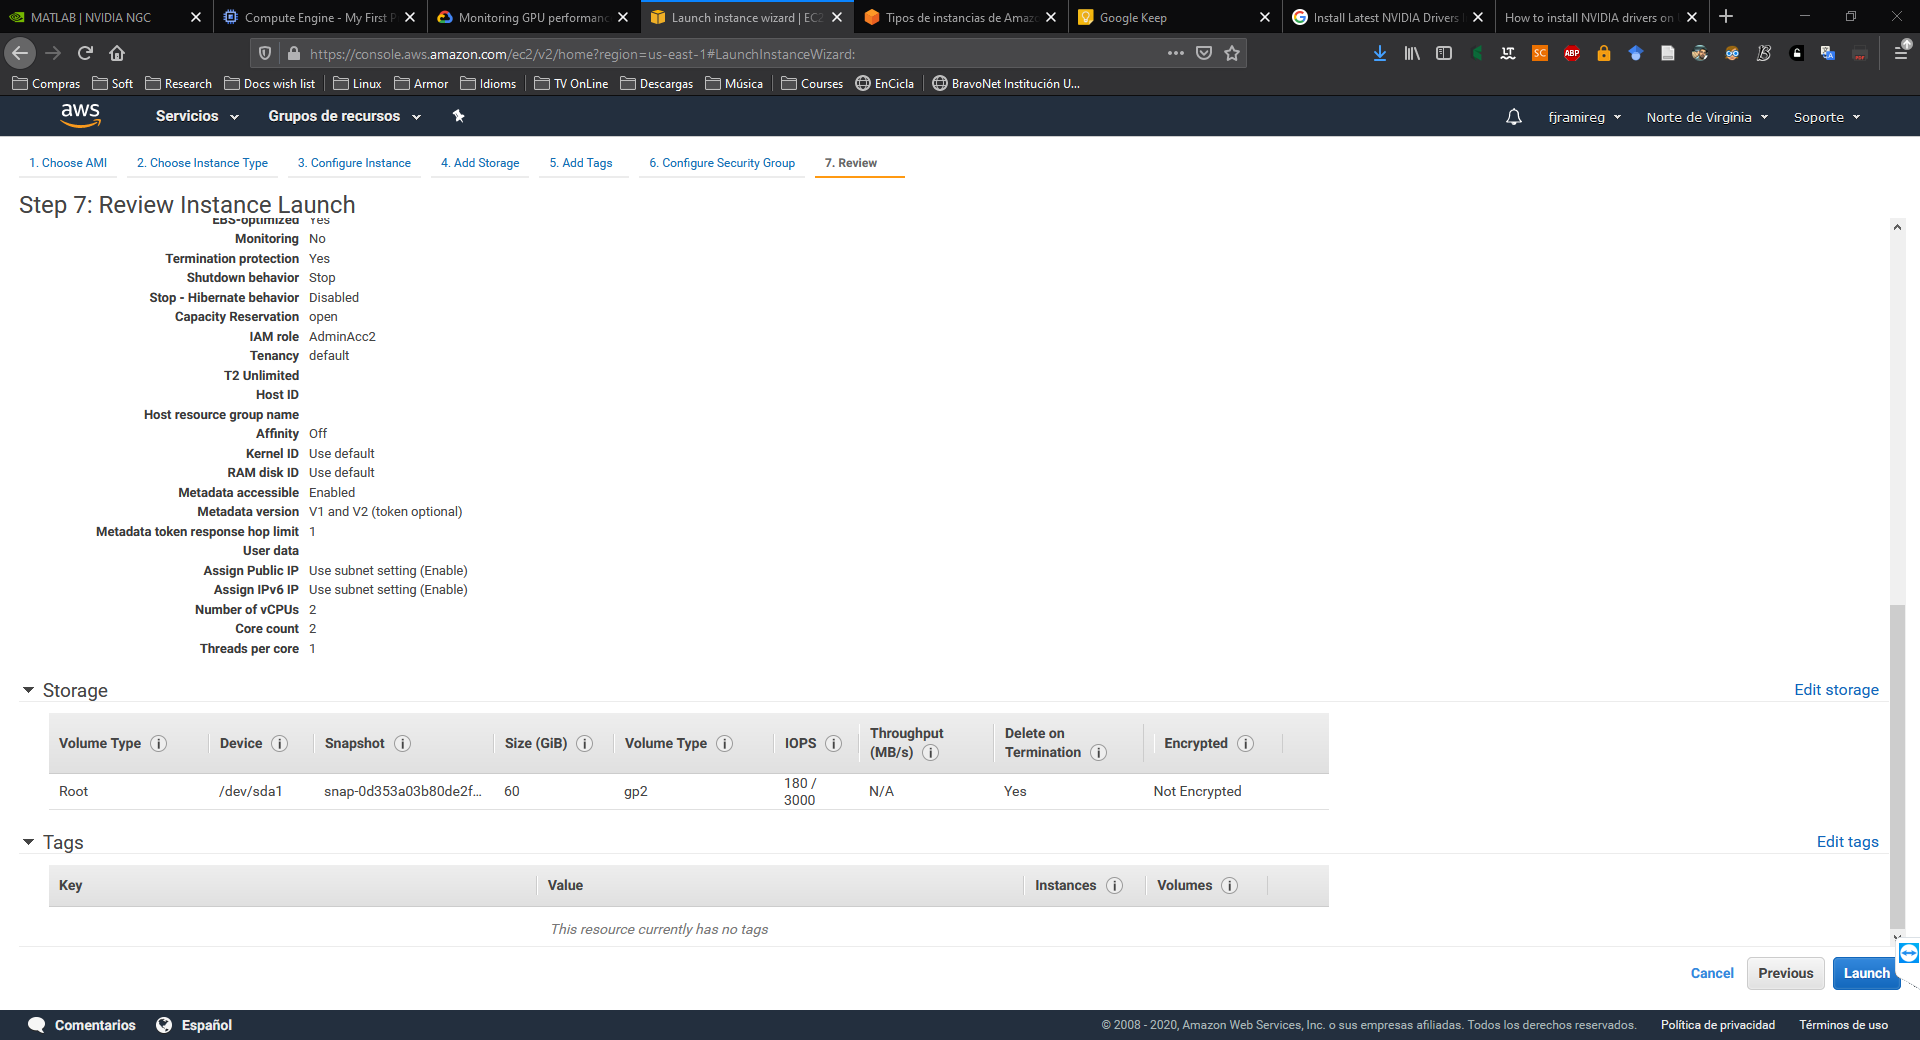 MATLAB | NVIDIA NGC
Compute Engine - My First P
Monitoring GPU performanc
Launch instance wizard | EC2
Tipos de instancias de Amazo
Google Keep
Install Latest NVIDIA Drivers
How to install NVIDIA drivers on
https://console.aws.amazon.com/ec2/v2/home?region=us-east-1#LaunchInstanceWizard:
Compras Soft Research Docs wish list Linux Armor Idioms TV OnLine Descargas Música Courses EnCicla BravoNet Institución U...
aws Servicios Grupos de recursos fjramireg Norte de Virginia Soporte
1. Choose AMI 2. Choose Instance Type 3. Configure Instance 4. Add Storage 5. Add Tags 6. Configure Security Group 7. Review
Step 7: Review Instance Launch
EBS-optimized Yes
Monitoring No
Termination protection Yes
Shutdown behavior Stop
Stop - Hibernate behavior Disabled
Capacity Reservation open
IAM role AdminAcc2
Tenancy default
T2 Unlimited
Host ID
Host resource group name
Affinity Off
Kernel ID Use default
RAM disk ID Use default
Metadata accessible Enabled
Metadata version V1 and V2 (token optional)
Metadata token response hop limit 1
User data
Assign Public IP Use subnet setting (Enable)
Assign IPv6 IP Use subnet setting (Enable)
Number of vCPUs 2
Core count 2
Threads per core 1
Storage Edit storage
Volume Type Device Snapshot Size (GiB) Volume Type IOPS Throughput (MB/s) Delete on Termination Encrypted
Root /dev/sda1 snap-0d353a03b80de2f... 60 gp2 180 / 3000 N/A Yes Not Encrypted
Tags Edit tags
Key Value Instances Volumes
This resource currently has no tags
Cancel Previous Launch
Comentarios Español © 2008 - 2020, Amazon Web Services, Inc. o sus empresas afiliadas. Todos los derechos reservados. Política de privacidad Términos de uso